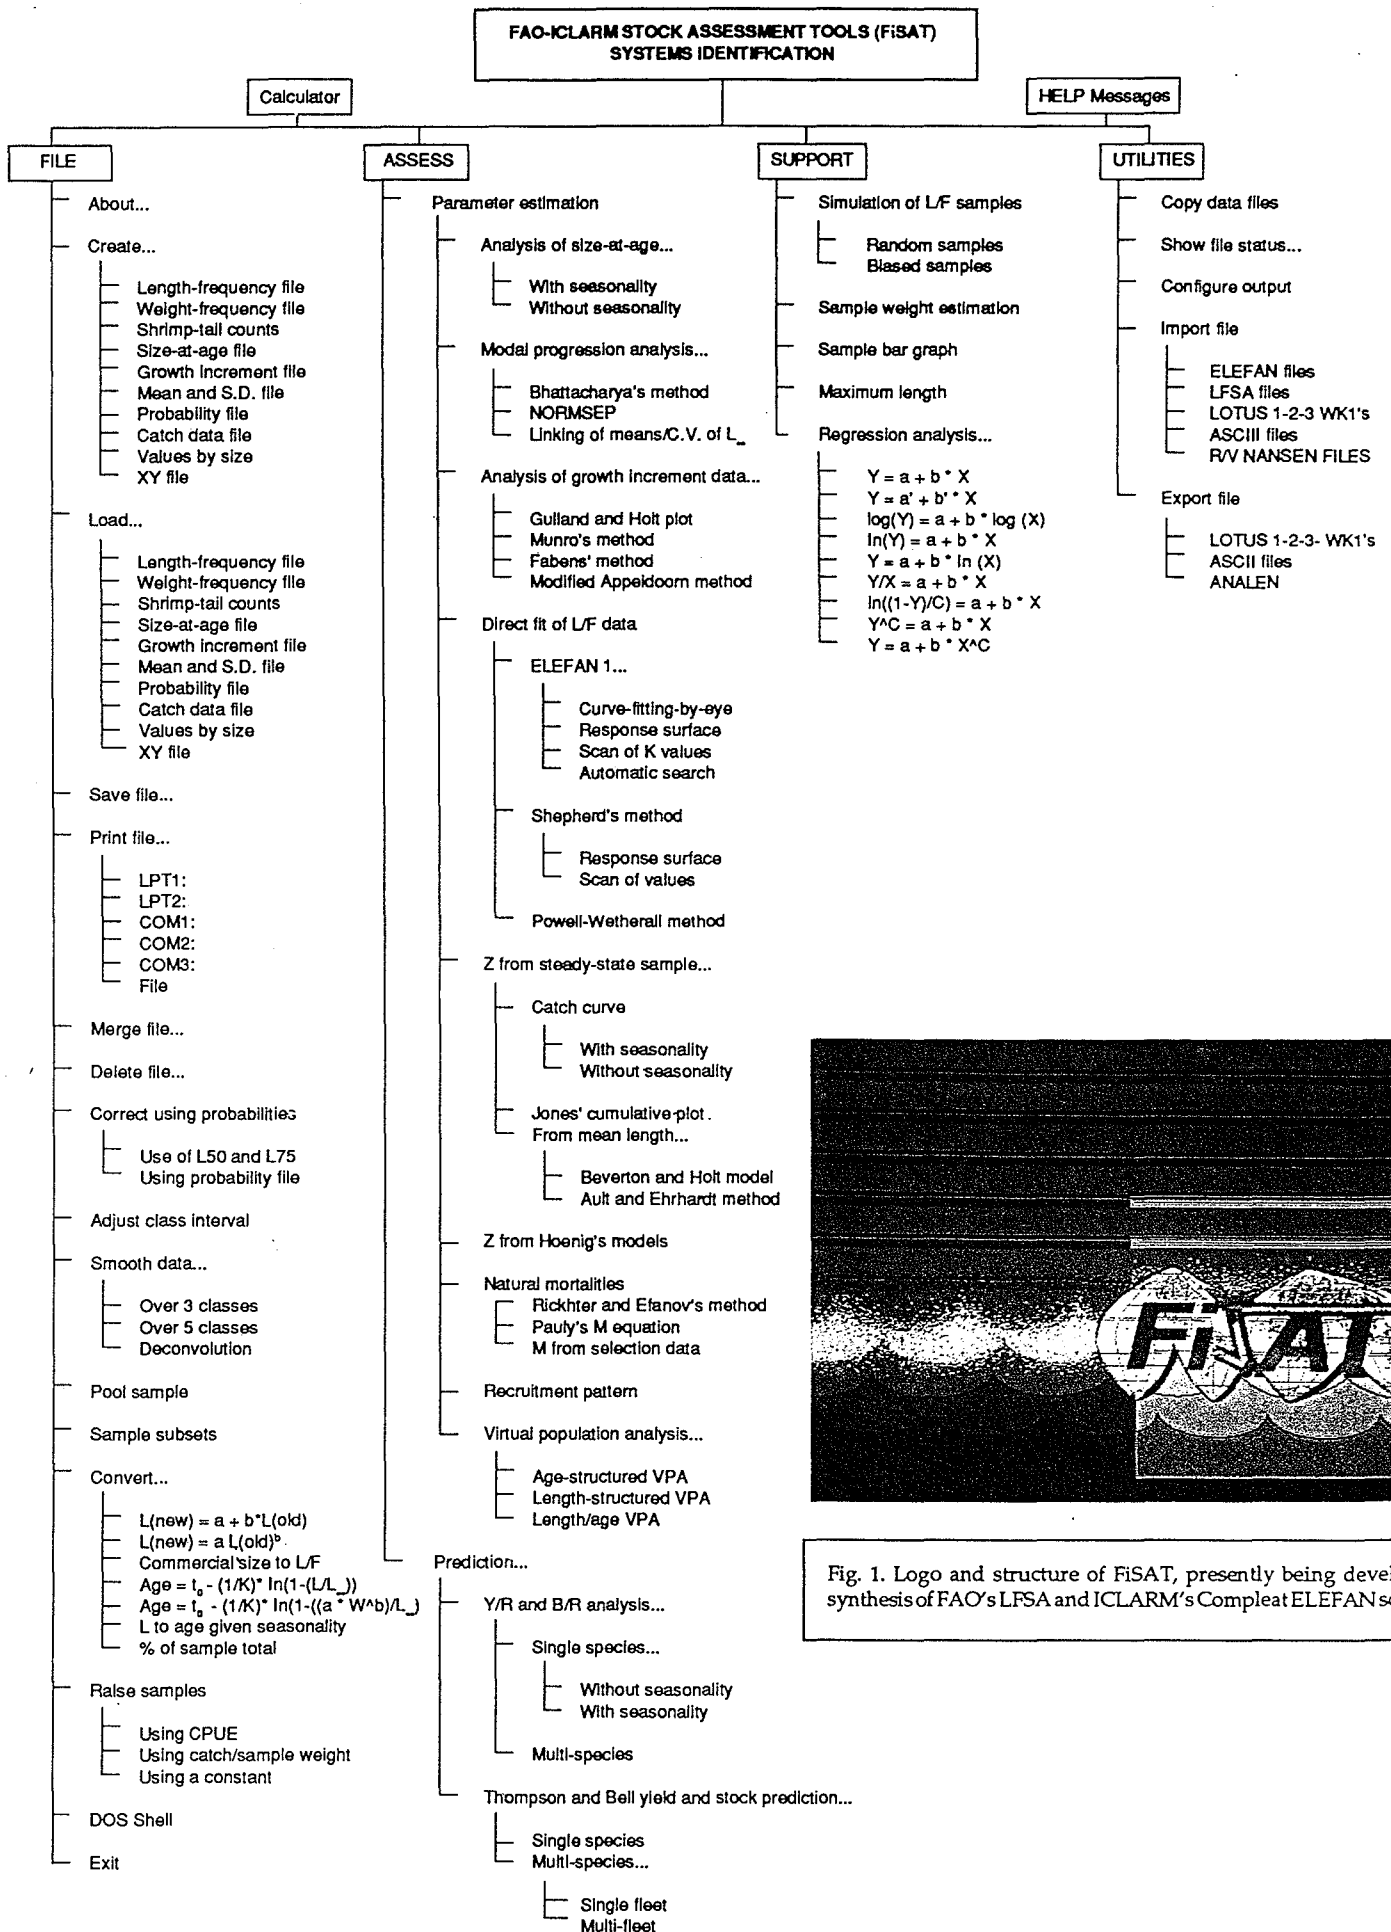 FAO-ICLARM STOCK ASSESSMENT TOOLS (FiSAT)
SYSTEMS IDENTIFICATION
Calculator
HELP Messages
FILE
About...
Create...
Length-frequency file
Weight-frequency file
Shrimp-tail counts
Size-at-age file
Growth Increment file
Mean and S.D. file
Probability file
Catch data file
Values by size
XY file
Load...
Length-frequency file
Weight-frequency file
Shrimp-tail counts
Size-at-age file
Growth increment file
Mean and S.D. file
Probability file
Catch data file
Values by size
XY file
Save file...
Print file...
LPT1:
LPT2:
COM1:
COM2:
COM3:
File
Merge file...
Delete file...
Correct using probabilities
Use of L50 and L75
Using probability file
Adjust class interval
Smooth data...
Over 3 classes
Over 5 classes
Deconvolution
Pool sample
Sample subsets
Convert...
L(new) = a + b*L(old)
L(new) = a L(old)ᵇ
Commercial size to L/F
Age = t₀ - (1/K)* ln(1-(L/L∞))
Age = t₀ - (1/K)* ln(1-((a * W^b)/L∞)
L to age given seasonality
% of sample total
Raise samples
Using CPUE
Using catch/sample weight
Using a constant
DOS Shell
Exit
ASSESS
Parameter estimation
Analysis of size-at-age...
With seasonality
Without seasonality
Modal progression analysis...
Bhattacharya's method
NORMSEP
Linking of means/C.V. of L∞
Analysis of growth increment data...
Gulland and Holt plot
Munro's method
Fabens' method
Modified Appeldoorn method
Direct fit of L/F data
ELEFAN 1...
Curve-fitting-by-eye
Response surface
Scan of K values
Automatic search
Shepherd's method
Response surface
Scan of values
Powell-Wetherall method
Z from steady-state sample...
Catch curve
With seasonality
Without seasonality
Jones' cumulative plot
From mean length...
Beverton and Holt model
Ault and Ehrhardt method
Z from Hoenig's models
Natural mortalities
Rickhter and Efanov's method
Pauly's M equation
M from selection data
Recruitment pattern
Virtual population analysis...
Age-structured VPA
Length-structured VPA
Length/age VPA
Prediction...
Y/R and B/R analysis...
Single species...
Without seasonality
With seasonality
Multi-species
Thompson and Bell yield and stock prediction...
Single species
Multi-species...
Single fleet
Multi-fleet
SUPPORT
Simulation of L/F samples
Random samples
Biased samples
Sample weight estimation
Sample bar graph
Maximum length
Regression analysis...
Y = a + b * X
Y = a' + b' * X
log(Y) = a + b * log (X)
ln(Y) = a + b * X
Y = a + b * ln (X)
Y/X = a + b * X
ln((1-Y)/C) = a + b * X
Y^C = a + b * X
Y = a + b * X^C
UTILITIES
Copy data files
Show file status...
Configure output
Import file
ELEFAN files
LFSA files
LOTUS 1-2-3 WK1's
ASCIII files
R/V NANSEN FILES
Export file
LOTUS 1-2-3- WK1's
ASCII files
ANALEN
FiSAT
Fig. 1. Logo and structure of FiSAT, presently being devel
synthesis of FAO's LFSA and ICLARM's Compleat ELEFAN so